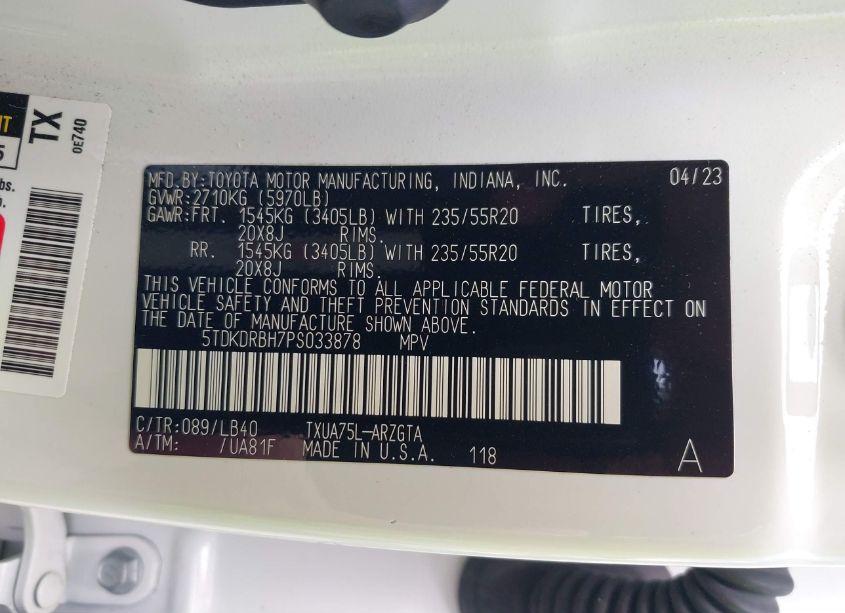 TX
0E740
MFD.BY:TOYOTA MOTOR MANUFACTURING, INDIANA, INC. 04/23
GVWR:2710KG (5970LB)
GAWR:FRT. 1545KG (3405LB) WITH 235/55R20 TIRES,
20X8J RIMS.
RR. 1545KG (3405LB) WITH 235/55R20 TIRES,
20X8J RIMS.
THIS VEHICLE CONFORMS TO ALL APPLICABLE FEDERAL MOTOR
VEHICLE SAFETY AND THEFT PREVENTION STANDARDS IN EFFECT ON
THE DATE OF MANUFACTURE SHOWN ABOVE.
5TDKDRBH7PS033878 MPV
C/TR:089/LB40 TXUA75L-ARZGTA
A/TM: /UA81F MADE IN U.S.A. 118
A